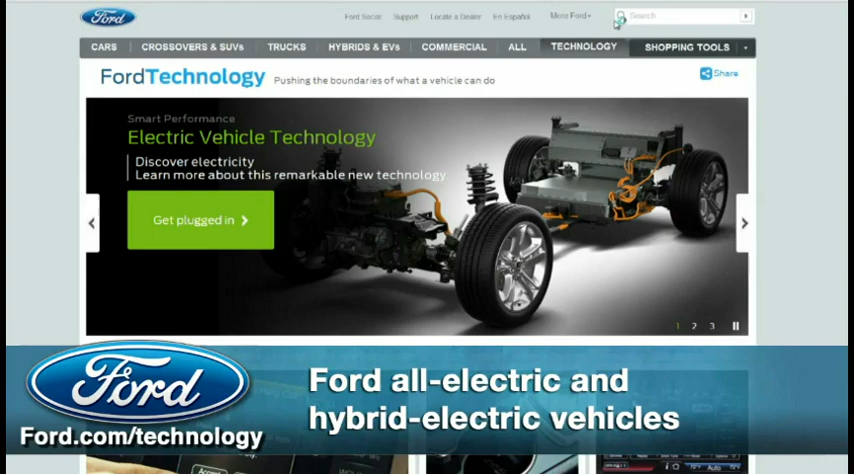 Ford
Ford Social Support Locate a Dealer En Español More Ford Search
CARS CROSSOVERS & SUVs TRUCKS HYBRIDS & EVs COMMERCIAL ALL TECHNOLOGY SHOPPING TOOLS
FordTechnology Pushing the boundaries of what a vehicle can do Share
Smart Performance
Electric Vehicle Technology
Discover electricity
Learn more about this remarkable new technology
Get plugged in
1 2 3
Ford
Ford.com/technology
Ford all-electric and
hybrid-electric vehicles
Auto